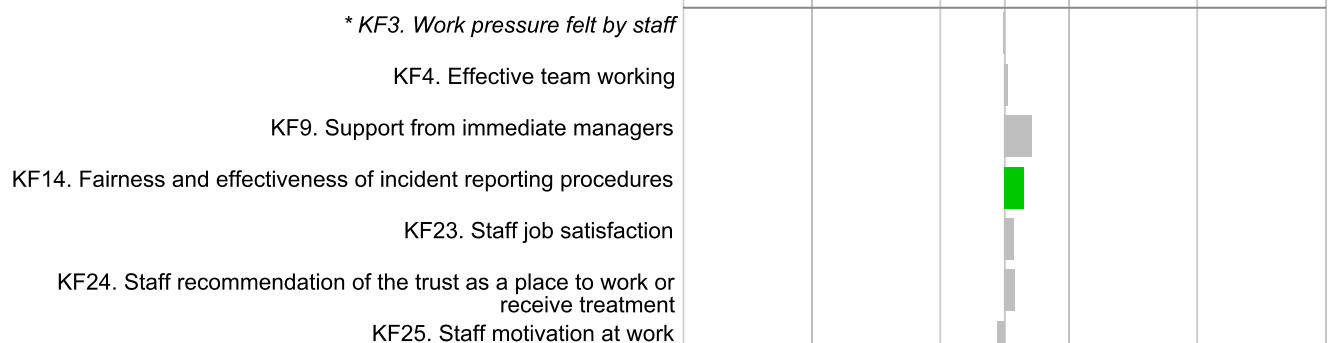 * KF3. Work pressure felt by staff
KF4. Effective team working
KF9. Support from immediate managers
KF14. Fairness and effectiveness of incident reporting procedures
KF23. Staff job satisfaction
KF24. Staff recommendation of the trust as a place to work or
receive treatment
KF25. Staff motivation at work